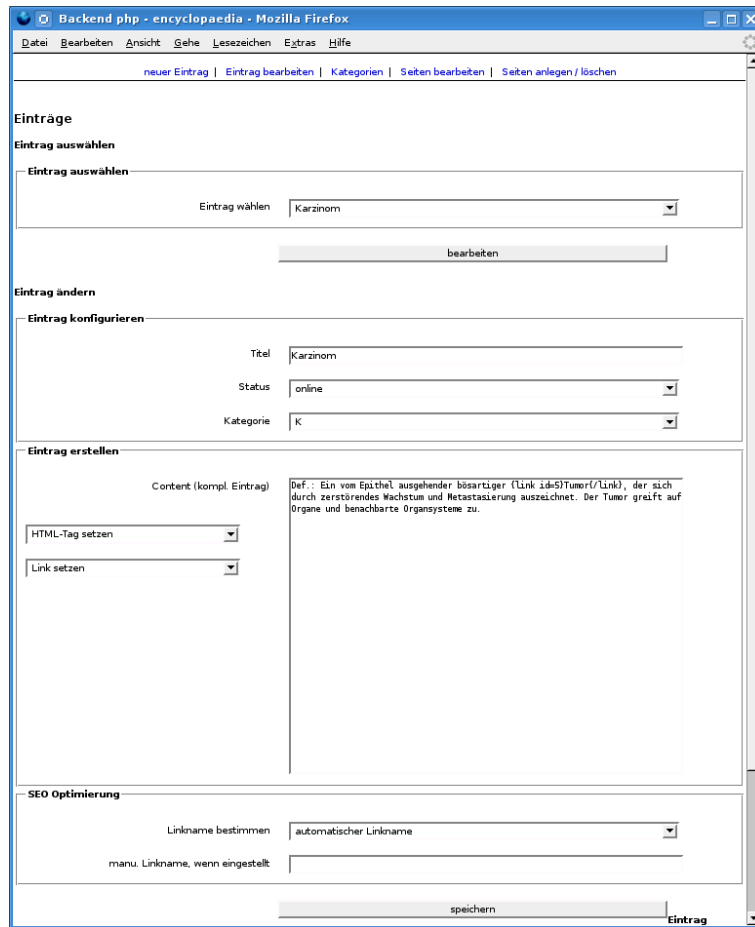 Backend php - encyclopaedia - Mozilla Firefox
Datei Bearbeiten Ansicht Gehe Lesezeichen Extras Hilfe
neuer Eintrag | Eintrag bearbeiten | Kategorien | Seiten bearbeiten | Seiten anlegen / löschen
Einträge
Eintrag auswählen
Eintrag auswählen
Eintrag wählen Karzinom
bearbeiten
Eintrag ändern
Eintrag konfigurieren
Titel Karzinom
Status online
Kategorie K
Eintrag erstellen
Content (kompl. Eintrag) Def.: Ein vom Epithel ausgehender bösartiger {link id=5}Tumor{/link}, der sich
durch zerstörendes Wachstum und Metastasierung auszeichnet. Der Tumor greift auf
Organe und benachbarte Organsysteme zu.
HTML-Tag setzen
Link setzen
SEO Optimierung
Linkname bestimmen automatischer Linkname
manu. Linkname, wenn eingestellt
speichern
Eintrag